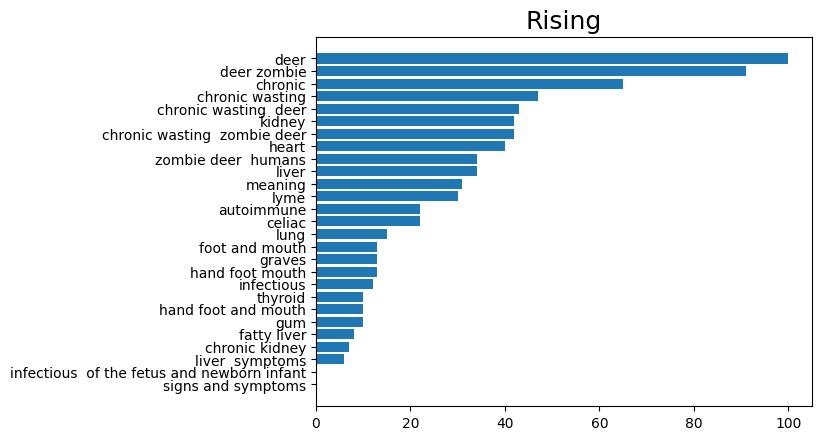 Rising
deer
deer zombie
chronic
chronic wasting
chronic wasting  deer
kidney
chronic wasting  zombie deer
heart
zombie deer  humans
liver
meaning
lyme
autoimmune
celiac
lung
foot and mouth
graves
hand foot mouth
infectious
thyroid
hand foot and mouth
gum
fatty liver
chronic kidney
liver  symptoms
infectious  of the fetus and newborn infant
signs and symptoms
0 20 40 60 80 100